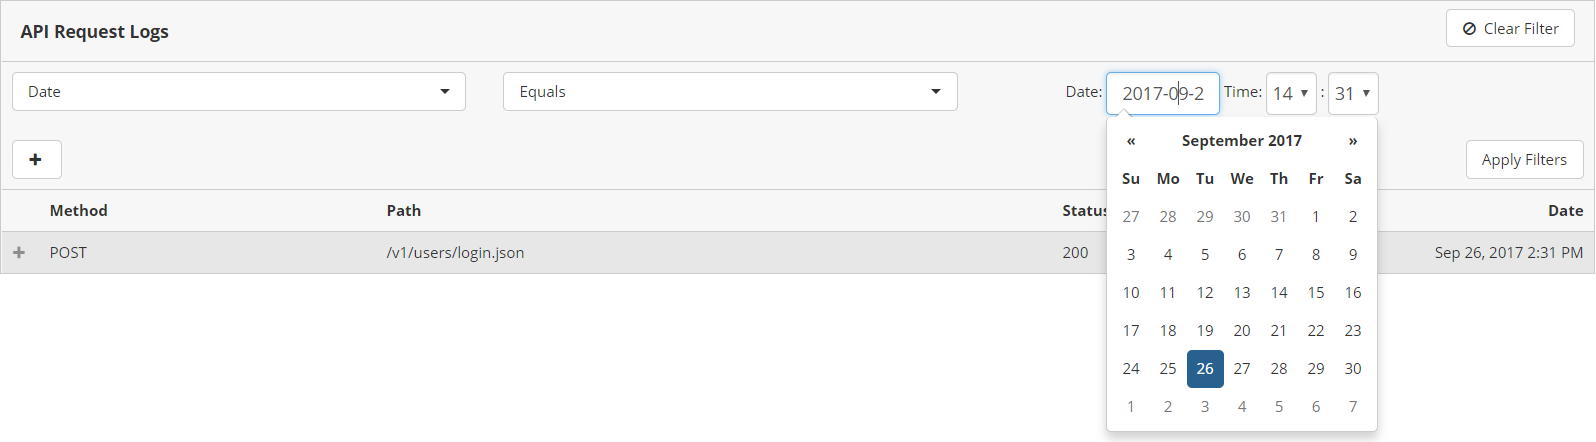 API Request Logs
Clear Filter
Date
Equals
Date: 2017-09-2 Time: 14 : 31
+
Apply Filters
« September 2017 »
Su Mo Tu We Th Fr Sa
27 28 29 30 31 1 2
3 4 5 6 7 8 9
10 11 12 13 14 15 16
17 18 19 20 21 22 23
24 25 26 27 28 29 30
1 2 3 4 5 6 7
Method Path Status Date
+ POST /v1/users/login.json 200 Sep 26, 2017 2:31 PM